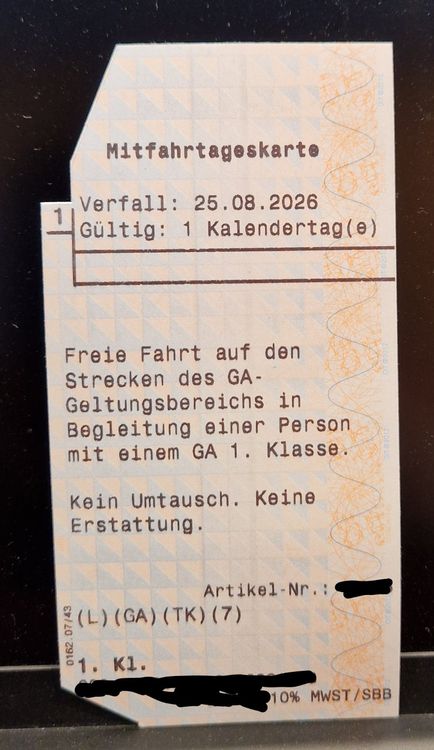 Mitfahrtageskarte
Verfall: 25.08.2026
1
Gültig: 1 Kalendertag(e)
Freie Fahrt auf den
Strecken des GA-
Geltungsbereichs in
Begleitung einer Person
mit einem GA 1. Klasse.
Kein Umtausch. Keine
Erstattung.
Artikel-Nr.:
(L)(GA)(TK)(7)
0162.07/43
1. Kl.
10% MWST/SBB